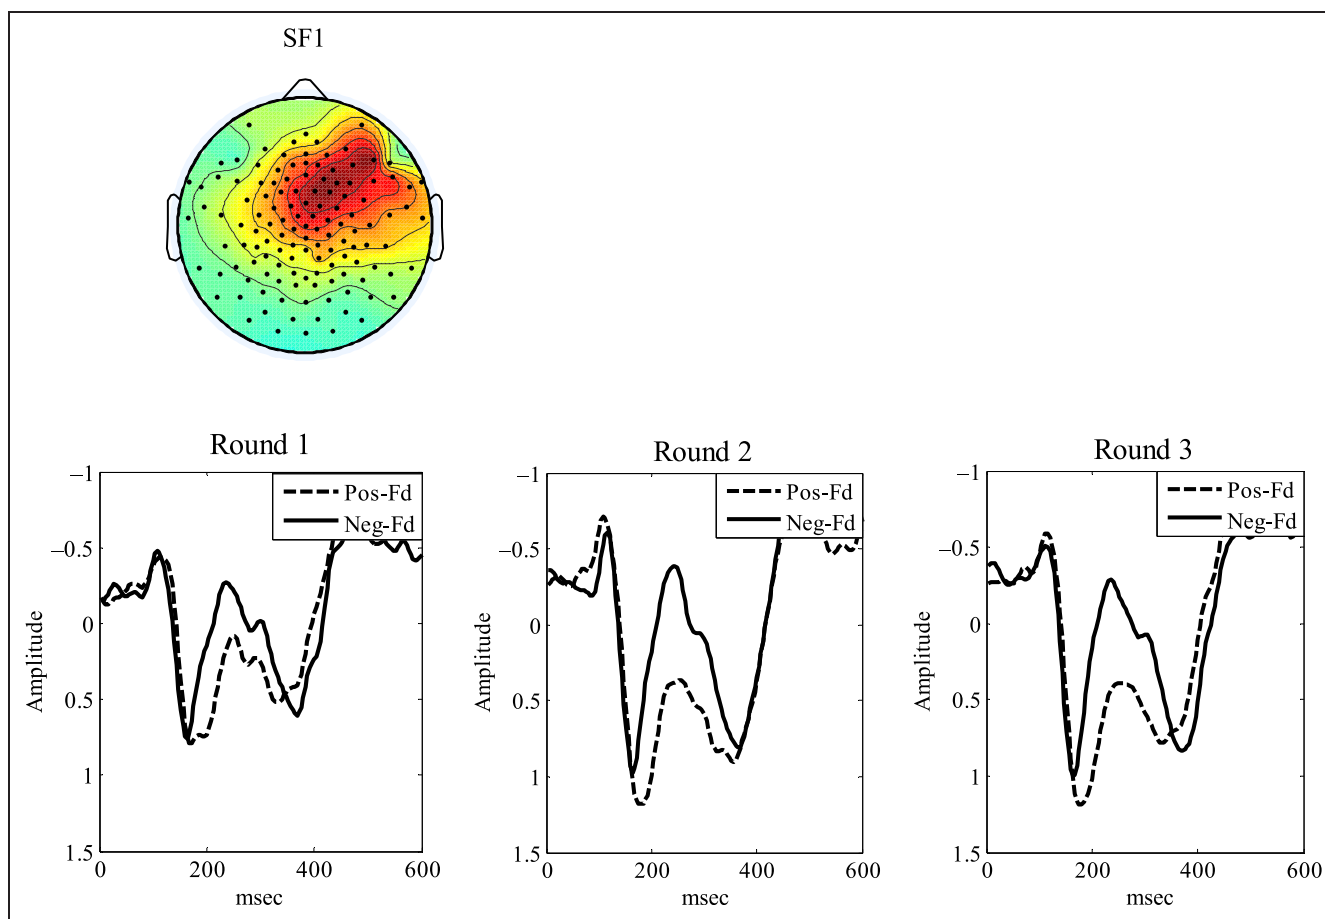 SF1
Round 1
–1
–0.5
0
0.5
1
1.5
Amplitude
Pos-Fd
Neg-Fd
0 200 400 600
msec
Round 2
–1
–0.5
0
0.5
1
1.5
Amplitude
Pos-Fd
Neg-Fd
0 200 400 600
msec
Round 3
–1
–0.5
0
0.5
1
1.5
Amplitude
Pos-Fd
Neg-Fd
0 200 400 600
msec